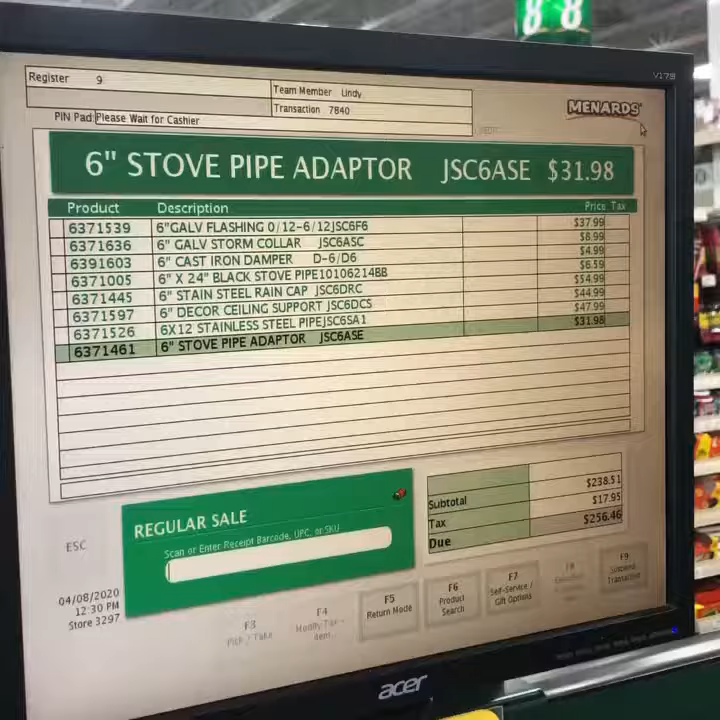 8 8
V179
Register 9
Team Member Lindy
Transaction 7840
MENARDS
PIN Pad: Please Wait for Cashier
6" STOVE PIPE ADAPTOR JSC6ASE $31.98
Product Description Price Tax
6371539 6"GALV FLASHING 0/12-6/12JSC6F6 $37.99
6371636 6" GALV STORM COLLAR JSC6ASC $8.99
6391603 6" CAST IRON DAMPER D-6/D6 $4.99
6371005 6" X 24" BLACK STOVE PIPE10106214BB $6.59
6371445 6" STAIN STEEL RAIN CAP JSC6DRC $54.99
6371597 6" DECOR CEILING SUPPORT JSC6DCS $44.99
6371526 6X12 STAINLESS STEEL PIPEJSC6SA1 $47.99
6371461 6" STOVE PIPE ADAPTOR JSC6ASE $31.98
REGULAR SALE
Scan or Enter Receipt Barcode, UPC, or SKU
Subtotal $238.51
Tax $17.95
Due $256.46
ESC
04/08/2020
12:30 PM
Store 3297
F3
Pick / Take
F4
Modify Tax -
Item
F5
Return Mode
F6
Product
Search
F7
Self-Service /
Gift Options
F8
F9
Suspend
Transaction
acer